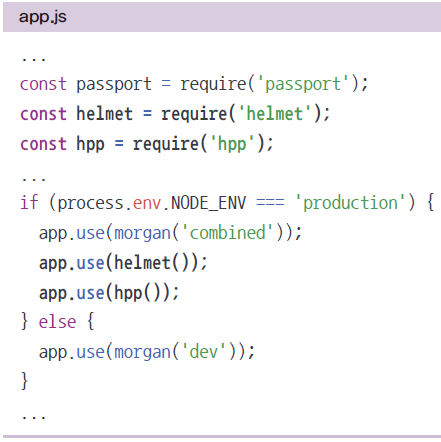 app.js
...
const passport = require('passport');
const helmet = require('helmet');
const hpp = require('hpp');
...
if (process.env.NODE_ENV === 'production') {
  app.use(morgan('combined'));
  app.use(helmet());
  app.use(hpp());
} else {
  app.use(morgan('dev'));
}
...